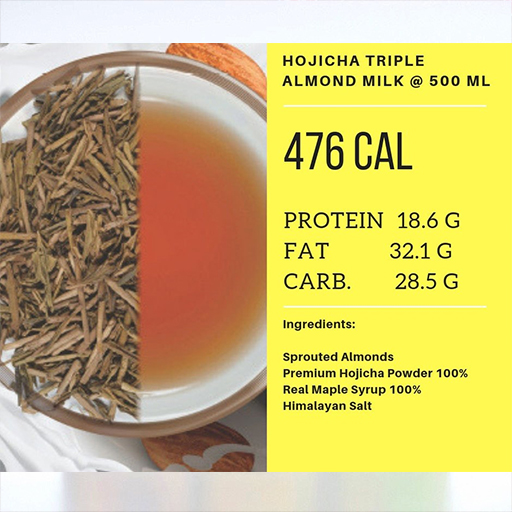 HOJICHA TRIPLE
ALMOND MILK @ 500 ML
476 CAL
PROTEIN 18.6 G
FAT 32.1 G
CARB. 28.5 G
Ingredients:
Sprouted Almonds
Premium Hojicha Powder 100%
Real Maple Syrup 100%
Himalayan Salt